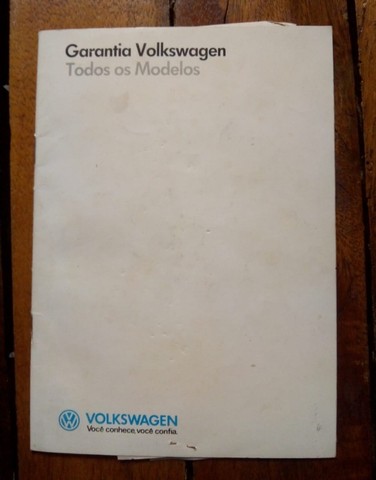 Garantia Volkswagen
Todos os Modelos
VOLKSWAGEN
Você conhece, você confia.